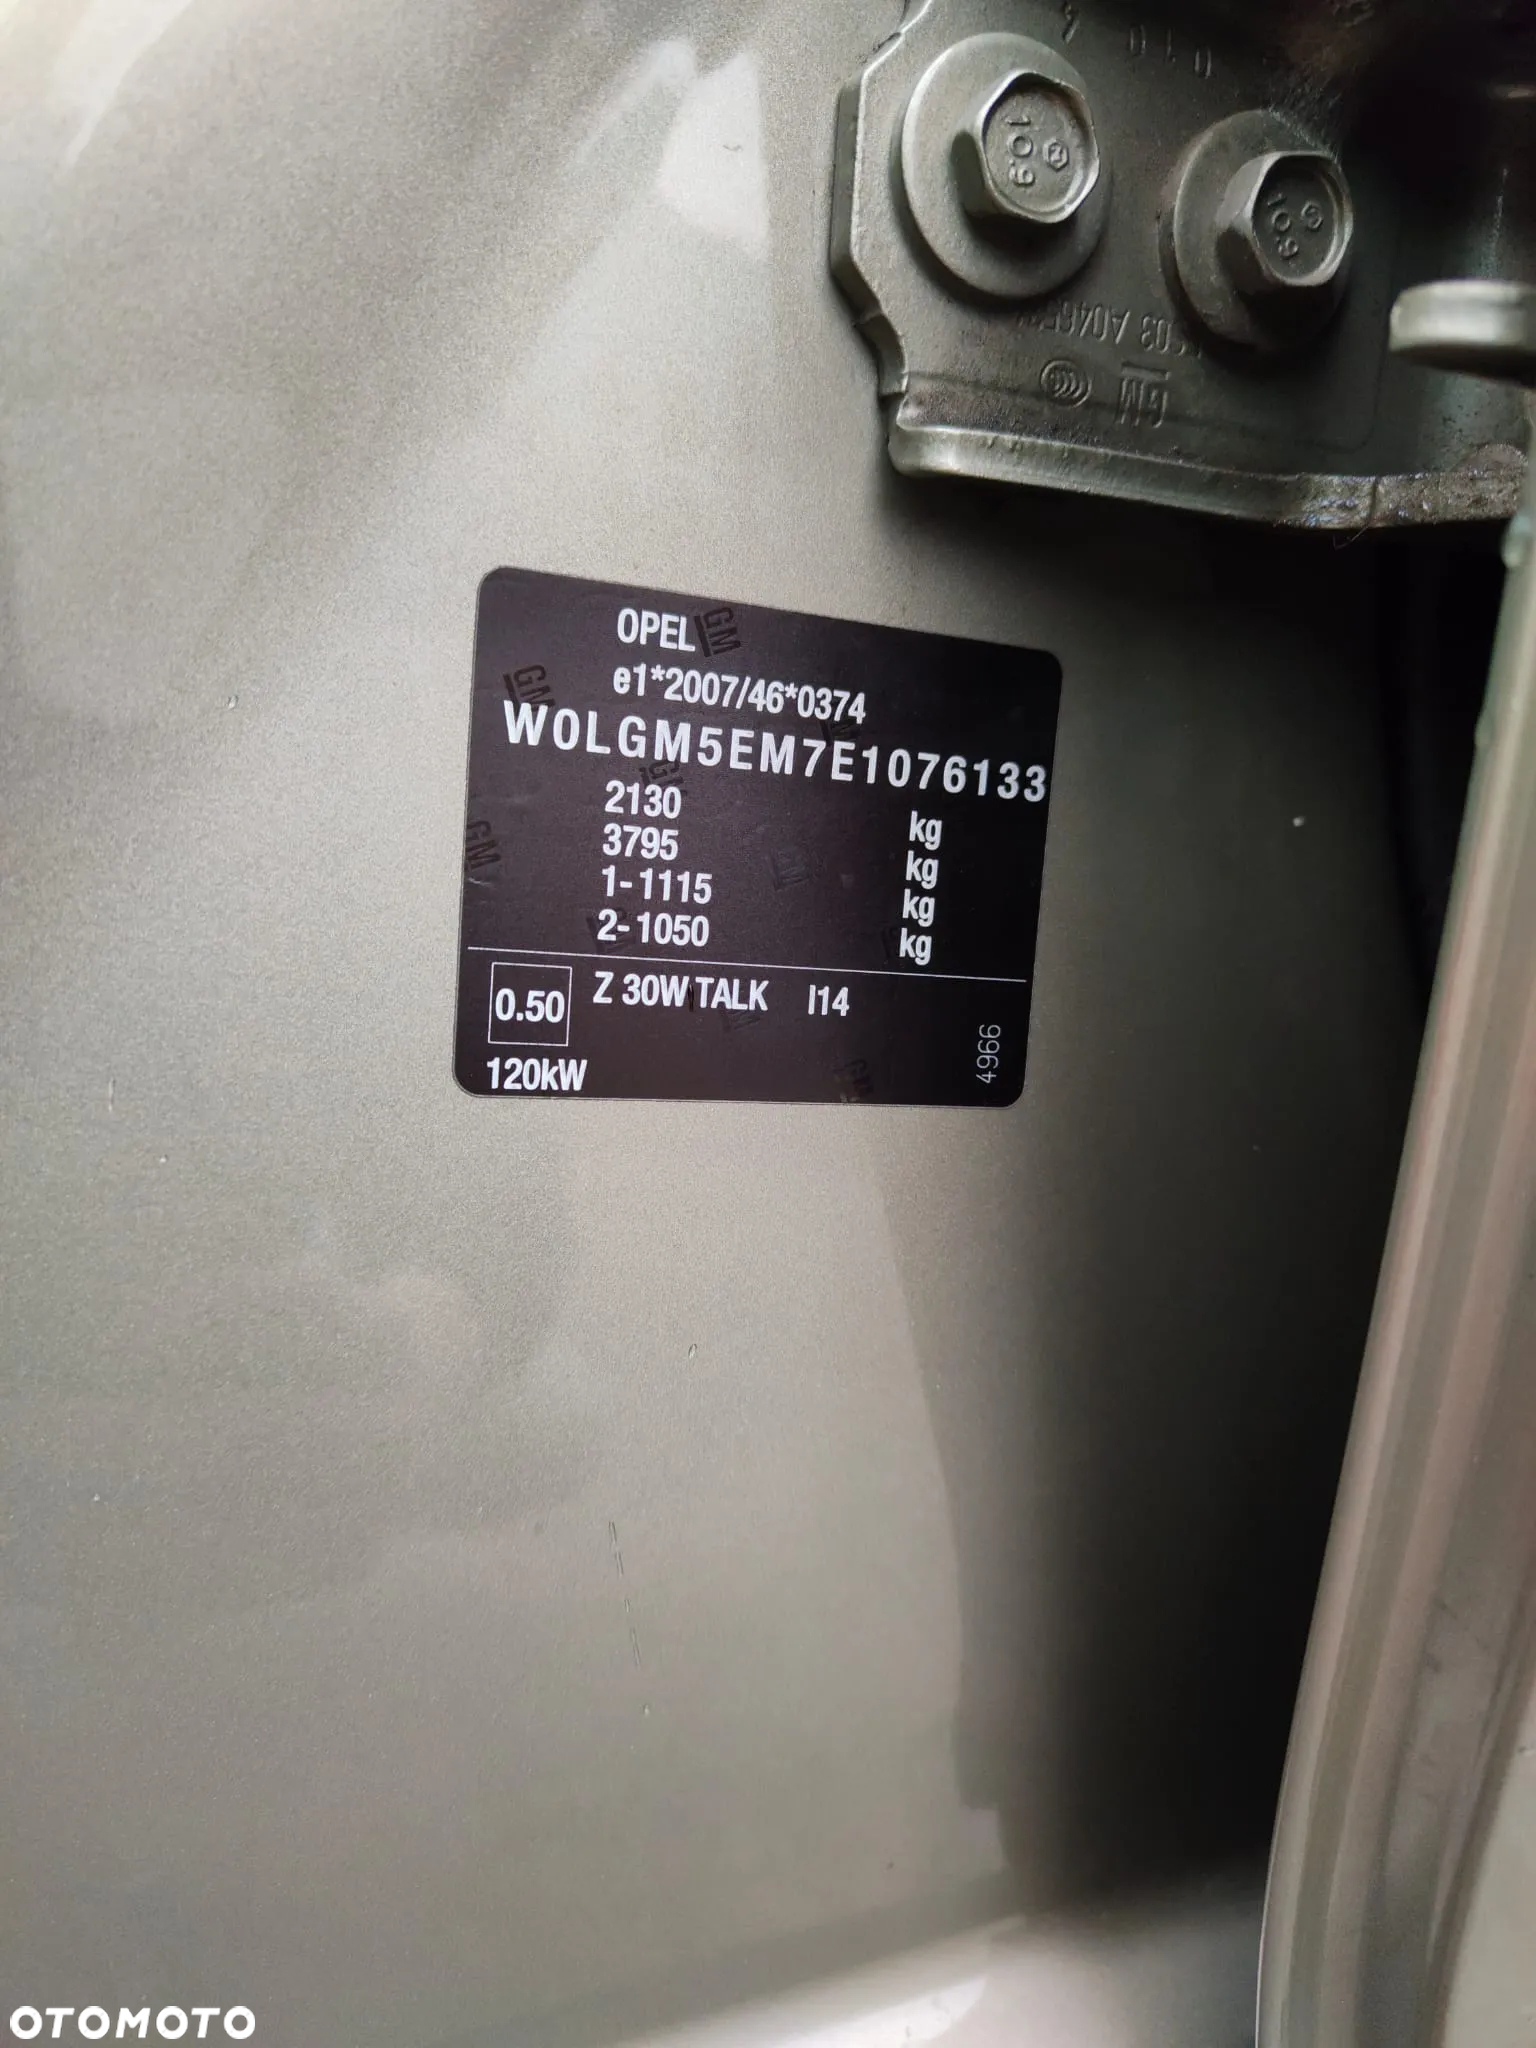 10.9
10.9
GM
OPEL
e1*2007/46*0374
W0LGM5EM7E1076133
2130 kg
3795 kg
1-1115 kg
2-1050 kg
0.50 Z 30W TALK I14
120kW
4966
OTOMOTO